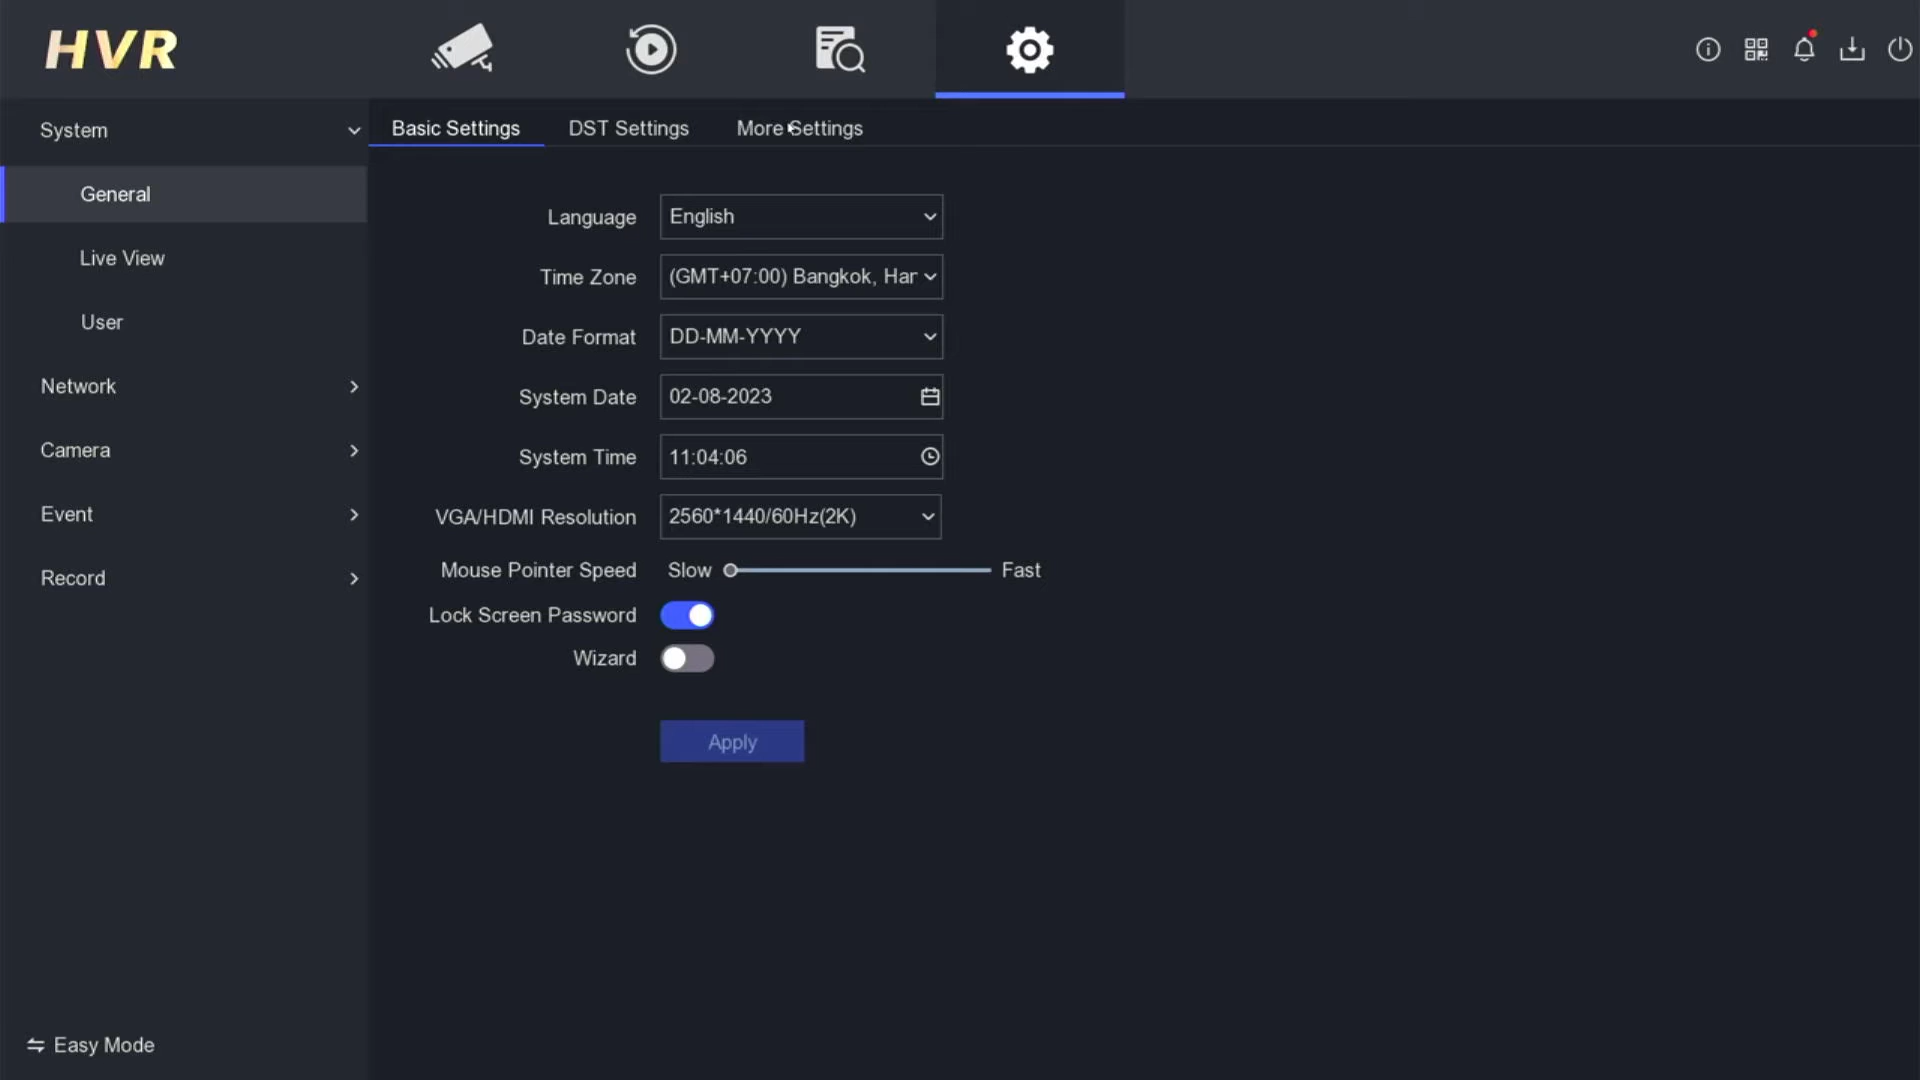 HVR
System
Basic Settings
DST Settings
More Settings
General
Live View
User
Network
Camera
Event
Record
Language
English
Time Zone
(GMT+07:00) Bangkok, Har
Date Format
DD-MM-YYYY
System Date
02-08-2023
System Time
11:04:06
VGA/HDMI Resolution
2560*1440/60Hz(2K)
Mouse Pointer Speed
Slow
Fast
Lock Screen Password
Wizard
Apply
Easy Mode